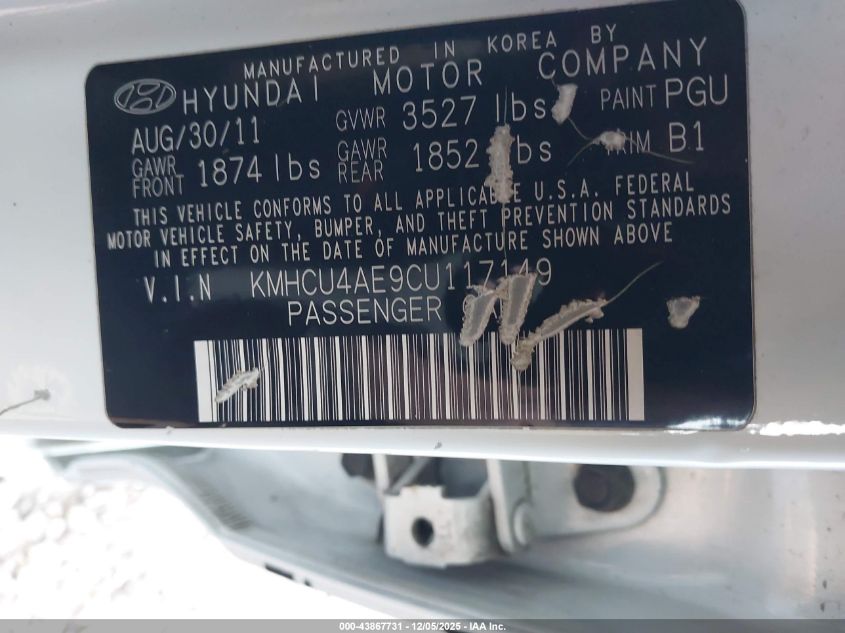 MANUFACTURED IN KOREA BY
HYUNDAI MOTOR COMPANY
AUG/30/11 GVWR 3527 lbs PAINT PGU
GAWR FRONT 1874 lbs GAWR REAR 1852 lbs TRIM B1
THIS VEHICLE CONFORMS TO ALL APPLICABLE U.S.A. FEDERAL
MOTOR VEHICLE SAFETY, BUMPER, AND THEFT PREVENTION STANDARDS
IN EFFECT ON THE DATE OF MANUFACTURE SHOWN ABOVE
V.I.N KMHCU4AE9CU117149
PASSENGER
000-43867731 - 12/05/2025 - IAA Inc.